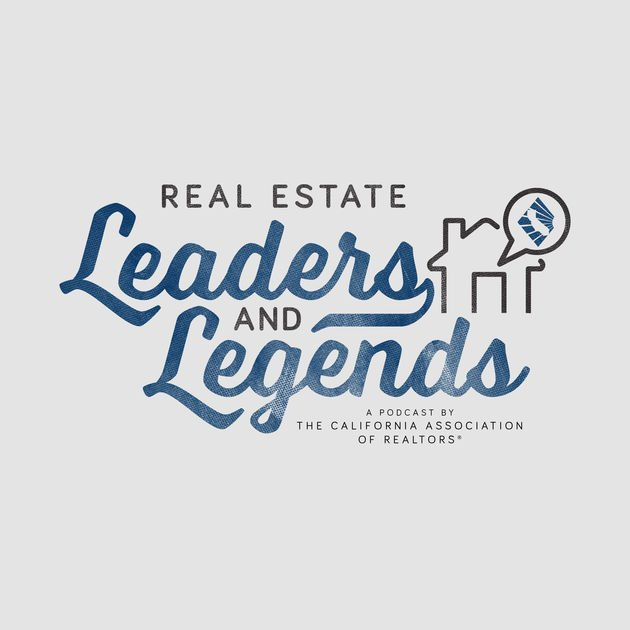 REAL ESTATE
Leaders
AND
Legends
A PODCAST BY
THE CALIFORNIA ASSOCIATION
OF REALTORS®